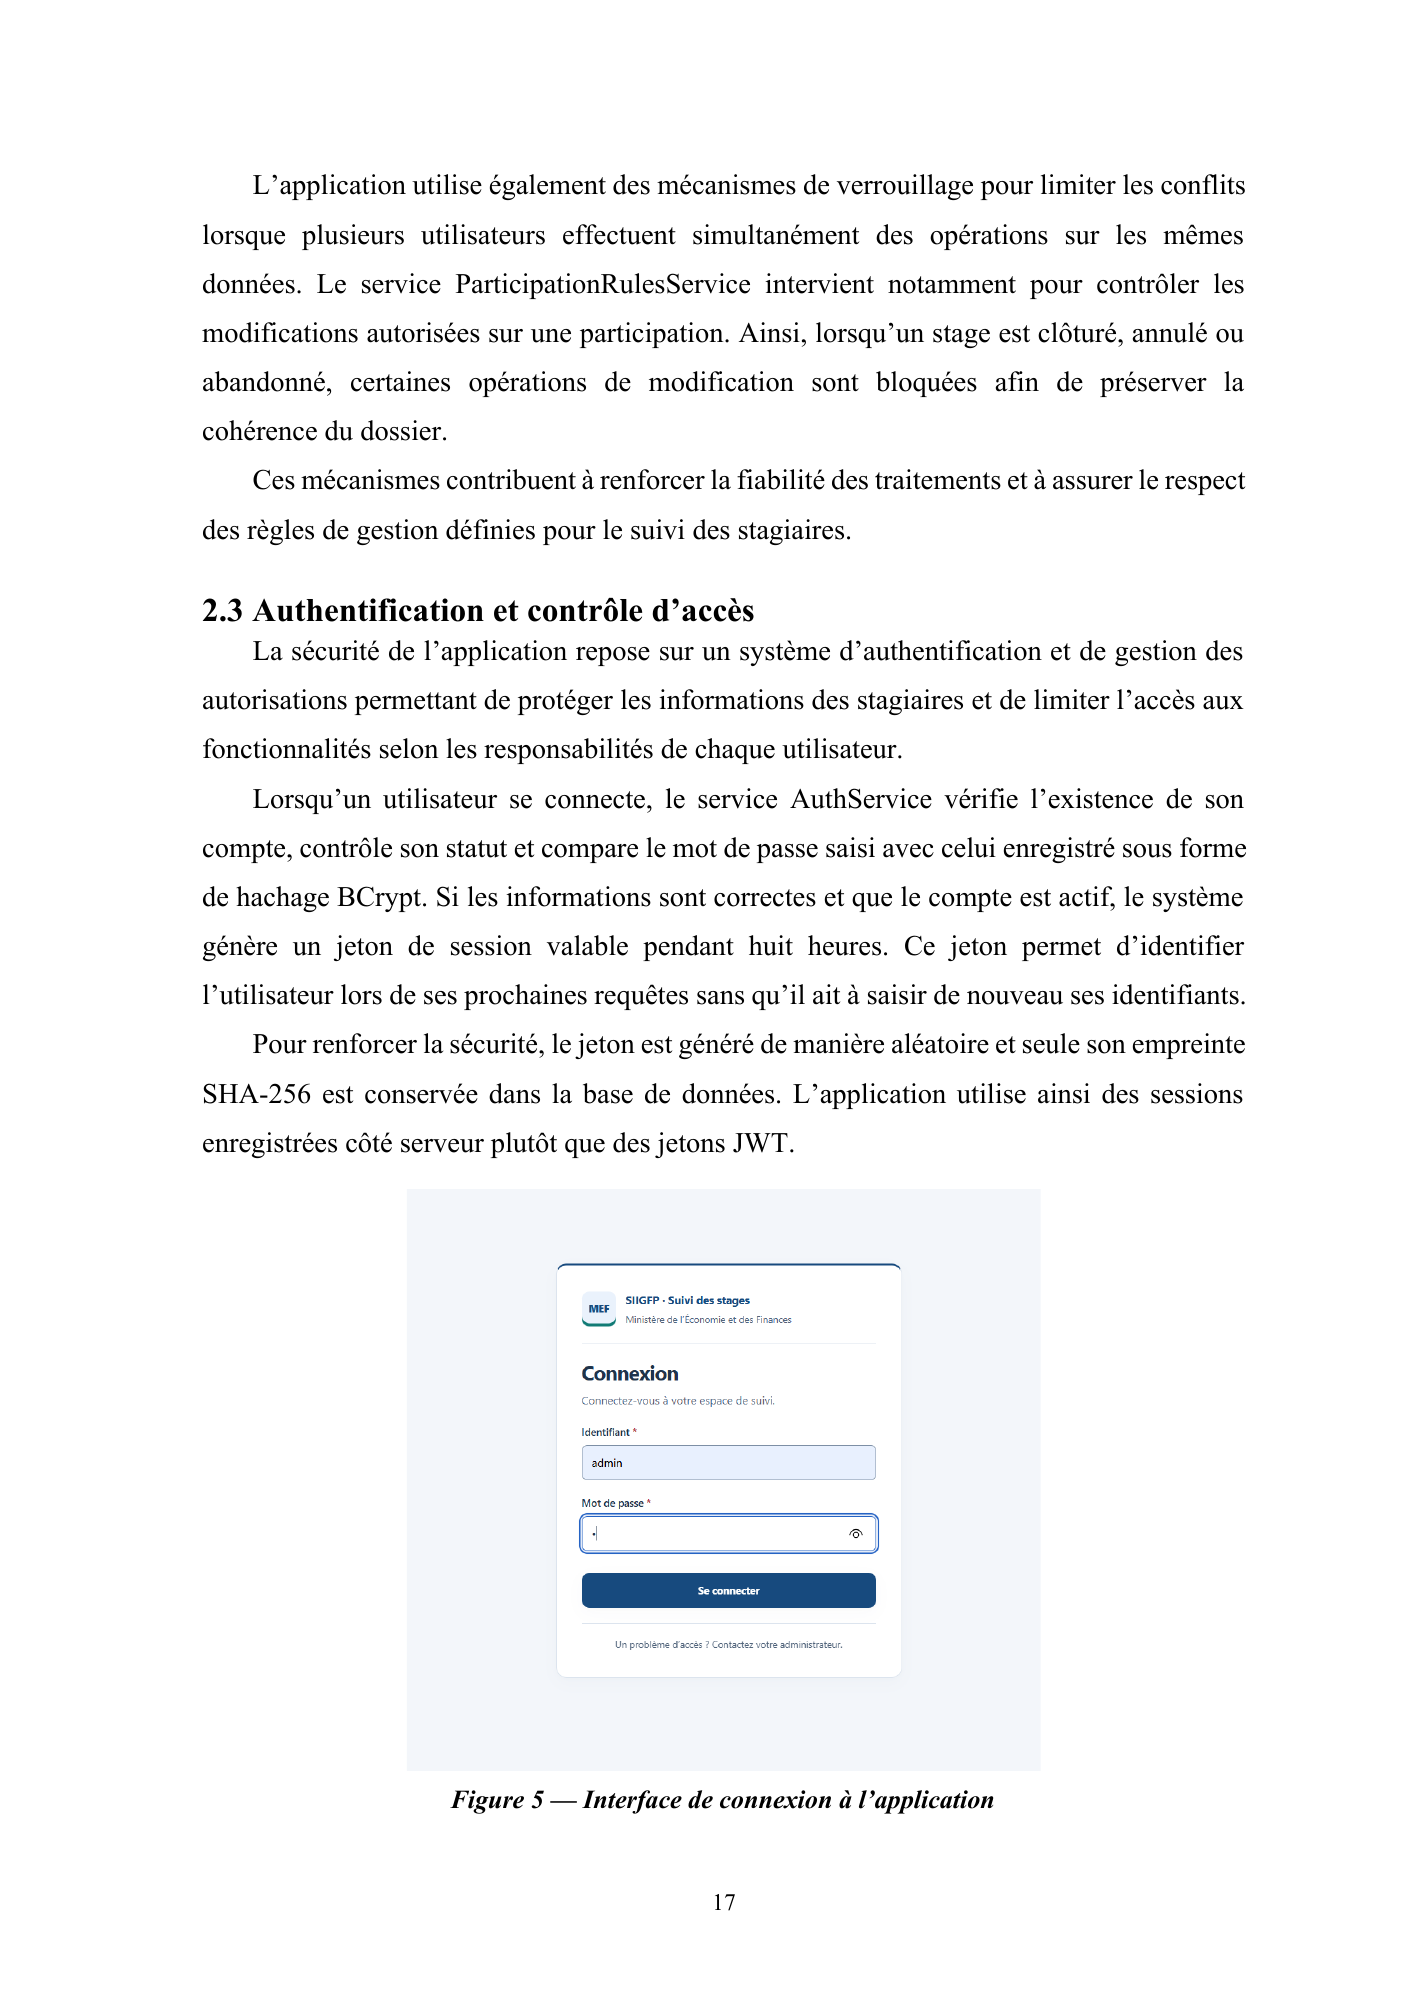 L’application utilise également des mécanismes de verrouillage pour limiter les conflits
lorsque plusieurs utilisateurs effectuent simultanément des opérations sur les mêmes
données. Le service ParticipationRulesService intervient notamment pour contrôler les
modifications autorisées sur une participation. Ainsi, lorsqu’un stage est clôturé, annulé ou
abandonné, certaines opérations de modification sont bloquées afin de préserver la
cohérence du dossier.
Ces mécanismes contribuent à renforcer la fiabilité des traitements et à assurer le respect
des règles de gestion définies pour le suivi des stagiaires.
2.3 Authentification et contrôle d’accès
La sécurité de l’application repose sur un système d’authentification et de gestion des
autorisations permettant de protéger les informations des stagiaires et de limiter l’accès aux
fonctionnalités selon les responsabilités de chaque utilisateur.
Lorsqu’un utilisateur se connecte, le service AuthService vérifie l’existence de son
compte, contrôle son statut et compare le mot de passe saisi avec celui enregistré sous forme
de hachage BCrypt. Si les informations sont correctes et que le compte est actif, le système
génère un jeton de session valable pendant huit heures. Ce jeton permet d’identifier
l’utilisateur lors de ses prochaines requêtes sans qu’il ait à saisir de nouveau ses identifiants.
Pour renforcer la sécurité, le jeton est généré de manière aléatoire et seule son empreinte
SHA-256 est conservée dans la base de données. L’application utilise ainsi des sessions
enregistrées côté serveur plutôt que des jetons JWT.
MEF
SIIGFP · Suivi des stages
Ministère de l'Économie et des Finances
Connexion
Connectez-vous à votre espace de suivi.
Identifiant *
admin
Mot de passe *
Se connecter
Un problème d'accès ? Contactez votre administrateur.
Figure 5 — Interface de connexion à l’application
17